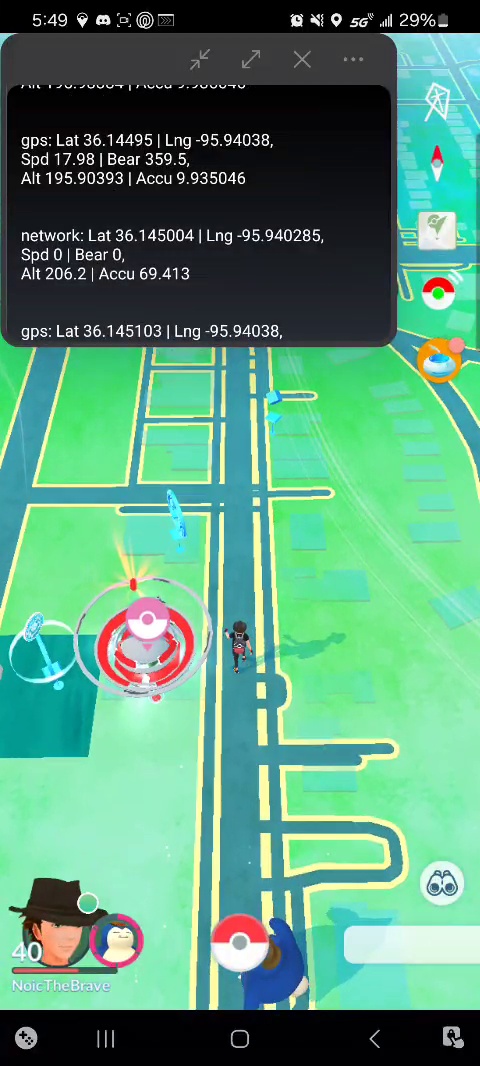 5:49
5G
29%
gps: Lat 36.14495 | Lng -95.94038,
Spd 17.98 | Bear 359.5,
Alt 195.90393 | Accu 9.935046
network: Lat 36.145004 | Lng -95.940285,
Spd 0 | Bear 0,
Alt 206.2 | Accu 69.413
gps: Lat 36.145103 | Lng -95.94038,
40
NoicTheBrave